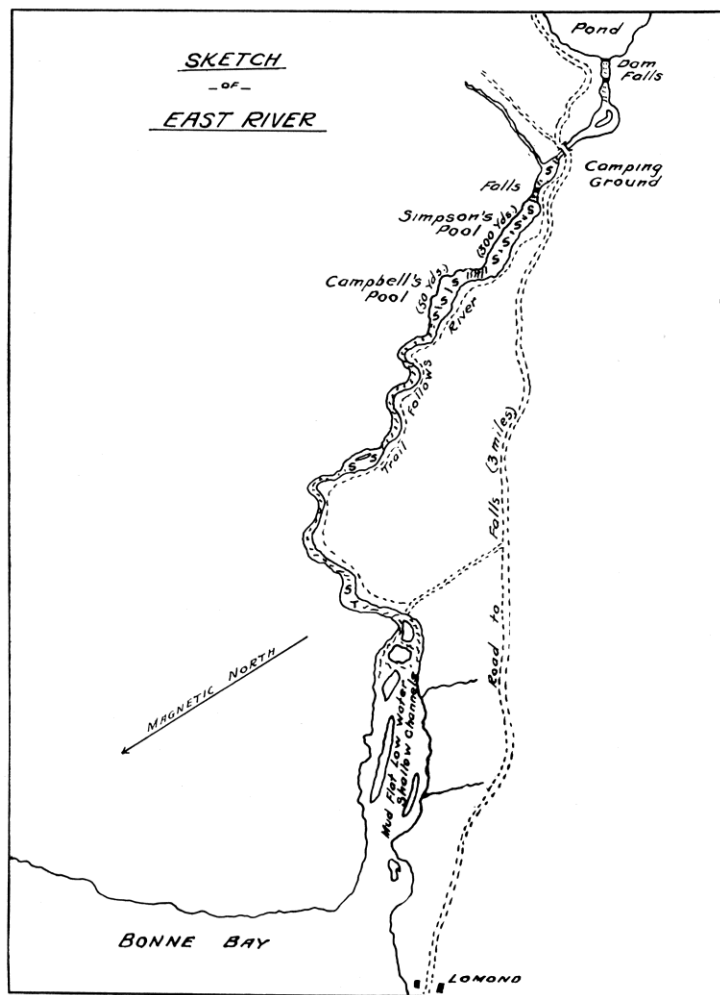 SKETCH
_ OF _
EAST RIVER
Pond
Dam
Falls
Camping
Ground
Falls
S
Simpson's
Pool
(300 Yds.)
S S S S S
Campbell's
Pool
(50 Yds.)
S S S
Trail follows River
S S
S
T
Road to Falls (3 miles)
MAGNETIC NORTH
Mud Flat Low water
Shallow Channels
BONNE BAY
LOMOND